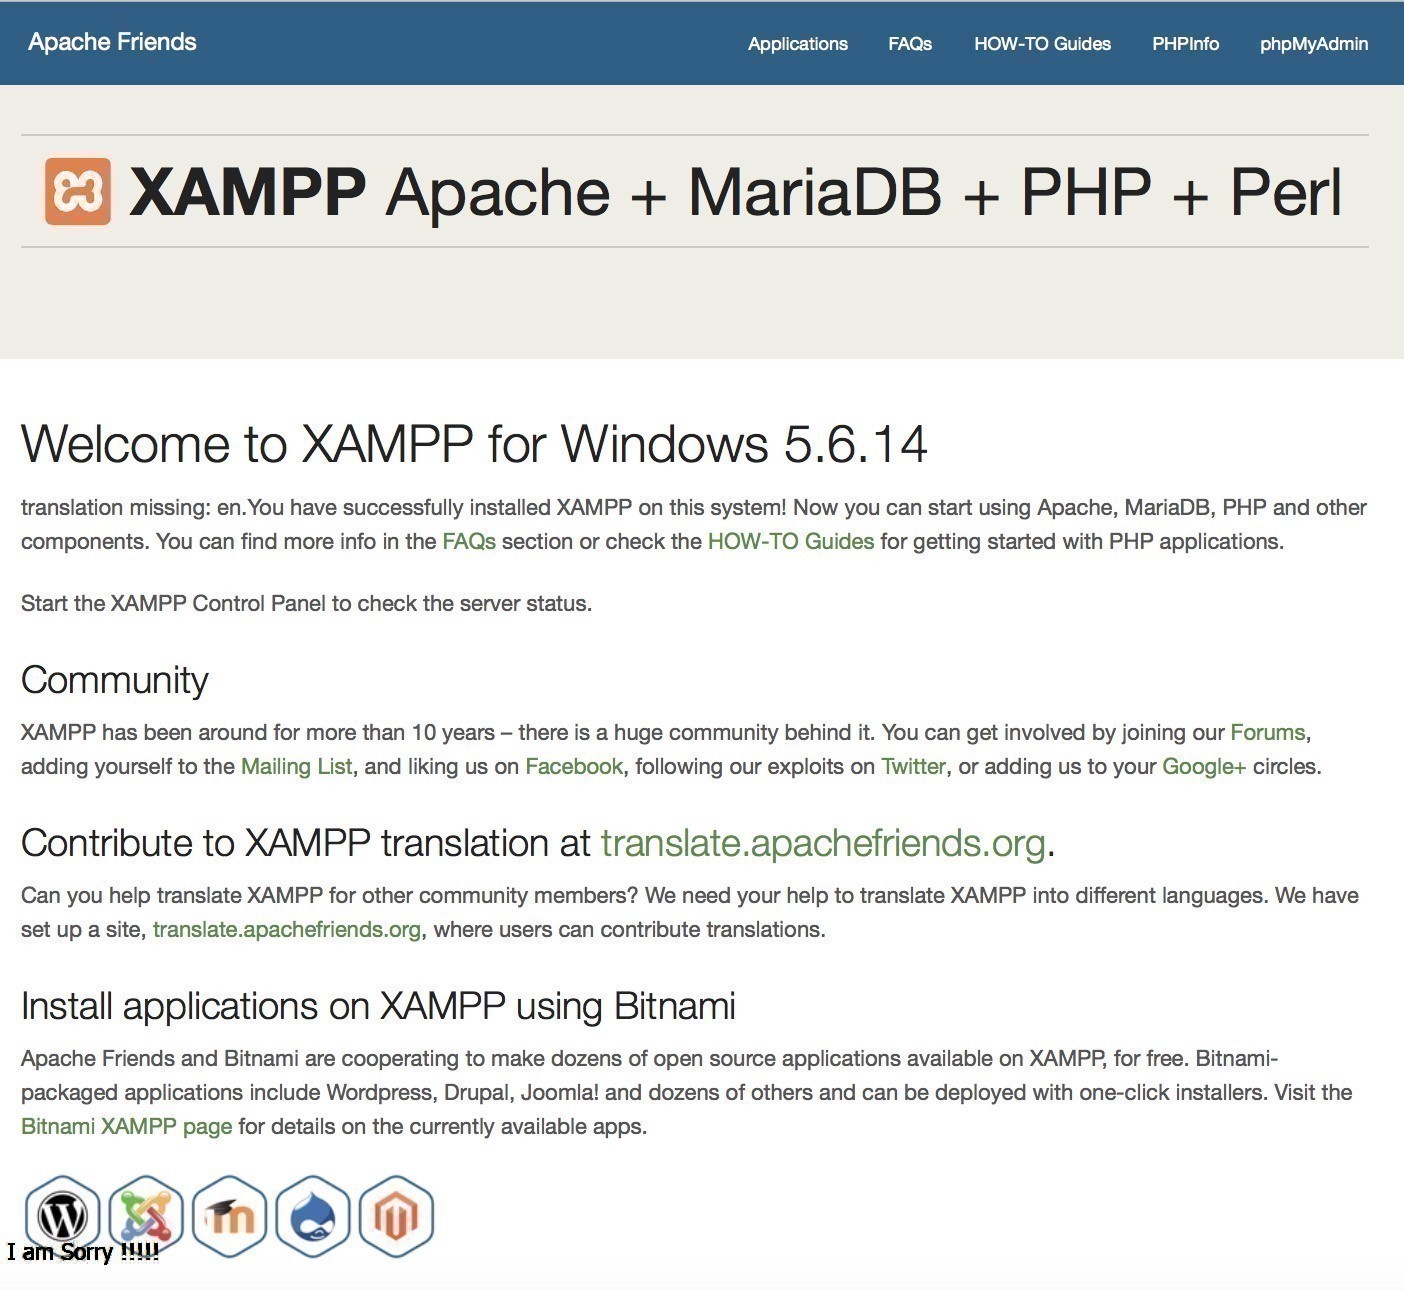 Apache Friends
Applications FAQs HOW-TO Guides PHPInfo phpMyAdmin
XAMPP Apache + MariaDB + PHP + Perl
Welcome to XAMPP for Windows 5.6.14
translation missing: en.You have successfully installed XAMPP on this system! Now you can start using Apache, MariaDB, PHP and other
components. You can find more info in the FAQs section or check the HOW-TO Guides for getting started with PHP applications.
Start the XAMPP Control Panel to check the server status.
Community
XAMPP has been around for more than 10 years – there is a huge community behind it. You can get involved by joining our Forums,
adding yourself to the Mailing List, and liking us on Facebook, following our exploits on Twitter, or adding us to your Google+ circles.
Contribute to XAMPP translation at translate.apachefriends.org.
Can you help translate XAMPP for other community members? We need your help to translate XAMPP into different languages. We have
set up a site, translate.apachefriends.org, where users can contribute translations.
Install applications on XAMPP using Bitnami
Apache Friends and Bitnami are cooperating to make dozens of open source applications available on XAMPP, for free. Bitnami-
packaged applications include Wordpress, Drupal, Joomla! and dozens of others and can be deployed with one-click installers. Visit the
Bitnami XAMPP page for details on the currently available apps.
I am Sorry !!!!!